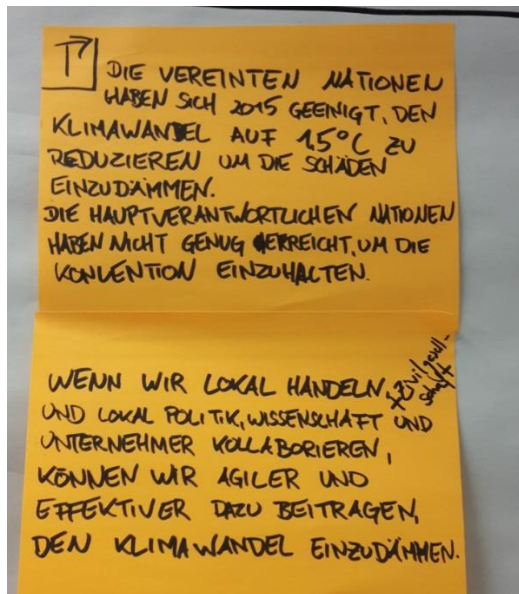 DIE VEREINTEN NATIONEN
HABEN SICH 2015 GEEINIGT, DEN
KLIMAWANDEL AUF 1,5°C ZU
REDUZIEREN UM DIE SCHÄDEN
EINZUDÄMMEN.
DIE HAUPTVERANTWORTLICHEN NATIONEN
HABEN NICHT GENUG ERREICHT, UM DIE
KONVENTION EINZUHALTEN.
WENN WIR LOKAL HANDELN
+ Zivilgesell-
schaft
UND LOKAL POLITIK, WISSENSCHAFT UND
UNTERNEHMER KOLLABORIEREN,
KÖNNEN WIR AGILER UND
EFFEKTIVER DAZU BEITRAGEN,
DEN KLIMAWANDEL EINZUDÄMMEN.